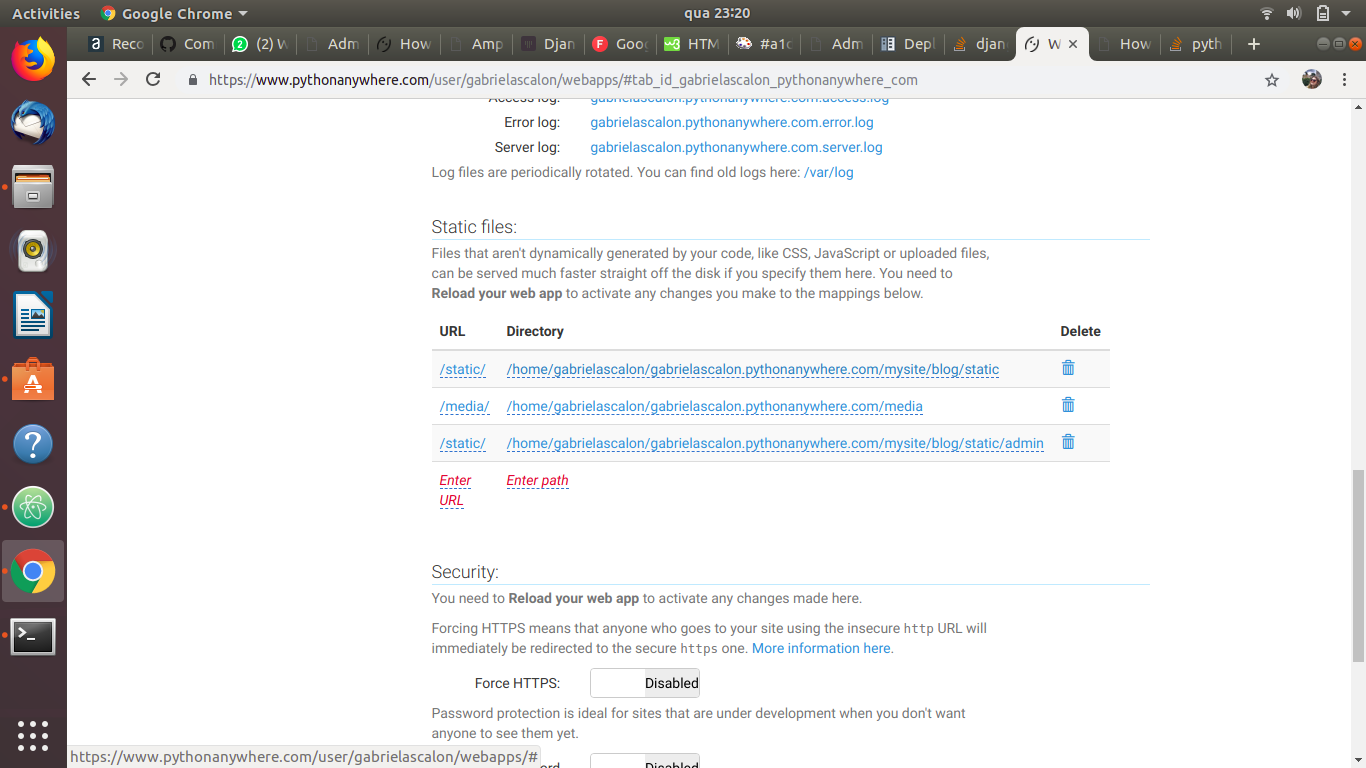 Activities Google Chrome qua 23:20
Reco Com (2) W Adm How Amp Djan Goo HTM #a1c Adm Depl djan W How pyth
https://www.pythonanywhere.com/user/gabrielascalon/webapps/#tab_id_gabrielascalon_pythonanywhere_com
Access log: gabrielascalon.pythonanywhere.com.access.log
Error log: gabrielascalon.pythonanywhere.com.error.log
Server log: gabrielascalon.pythonanywhere.com.server.log
Log files are periodically rotated. You can find old logs here: /var/log
Static files:
Files that aren't dynamically generated by your code, like CSS, JavaScript or uploaded files,
can be served much faster straight off the disk if you specify them here. You need to
Reload your web app to activate any changes you make to the mappings below.
URL Directory Delete
/static/ /home/gabrielascalon/gabrielascalon.pythonanywhere.com/mysite/blog/static
/media/ /home/gabrielascalon/gabrielascalon.pythonanywhere.com/media
/static/ /home/gabrielascalon/gabrielascalon.pythonanywhere.com/mysite/blog/static/admin
Enter Enter path
URL
Security:
You need to Reload your web app to activate any changes made here.
Forcing HTTPS means that anyone who goes to your site using the insecure http URL will
immediately be redirected to the secure https one. More information here.
Force HTTPS: Disabled
Password protection is ideal for sites that are under development when you don't want
anyone to see them yet.
https://www.pythonanywhere.com/user/gabrielascalon/webapps/#
Disabled